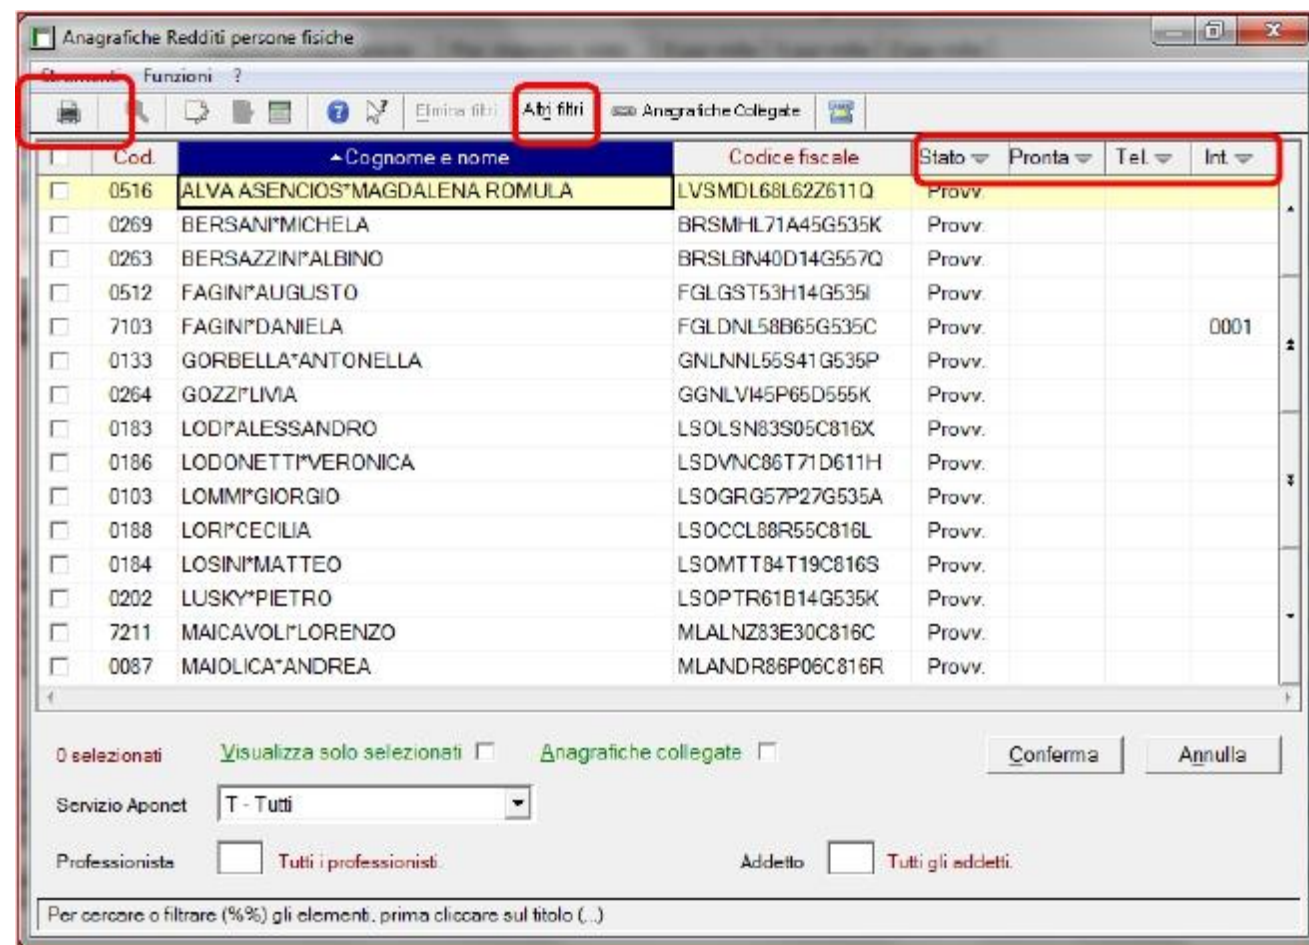 Anagrafiche Redditi persone fisiche
Funzioni ?
Elimina filtri Altri filtri Anagrafiche Collegate
Cod. Cognome e nome Codice fiscale Stato Pronta Tel. Int.
0516 ALVA ASENCIOS*MAGDALENA ROMULA LVSMDL68L62Z611Q Provv.
0269 BERSANI*MICHELA BRSMHL71A45G535K Provv.
0263 BERSAZZINI*ALBINO BRSLBN40D14G557Q Provv.
0512 FAGINI*AUGUSTO FGLGST53H14G535I Provv.
7103 FAGINI*DANIELA FGLDNL58B65G535C Provv. 0001
0133 GORBELLA*ANTONELLA GNLNNL55S41G535P Provv.
0264 GOZZI*LIVIA GGNLVI45P65D555K Provv.
0183 LODI*ALESSANDRO LSOLSN83S05C816X Provv.
0186 LODONETTI*VERONICA LSDVNC86T71D611H Provv.
0103 LOMMI*GIORGIO LSOGRG57P27G535A Provv.
0188 LORI*CECILIA LSOCCL88R55C816L Provv.
0184 LOSINI*MATTEO LSOMTT84T19C816S Provv.
0202 LUSKY*PIETRO LSOPTR61B14G535K Provv.
7211 MAICAVOLI*LORENZO MLALNZ83E30C816C Provv.
0087 MAIOLICA*ANDREA MLANDR86P06C816R Provv.
0 selezionati Visualizza solo selezionati Anagrafiche collegate Conferma Annulla
Servizio Aponet T - Tutti
Professionista Tutti i professionisti. Addetto Tutti gli addetti.
Per cercare o filtrare (%%) gli elementi, prima cliccare sul titolo (...)